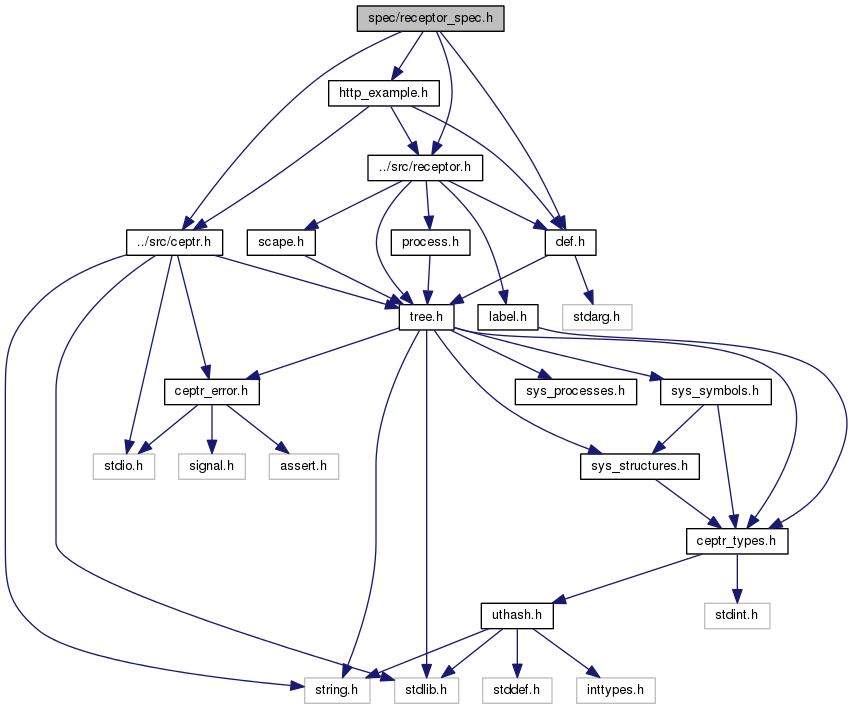 spec/receptor_spec.h
http_example.h
../src/receptor.h
../src/ceptr.h
scape.h
process.h
def.h
tree.h
label.h
stdarg.h
ceptr_error.h
sys_processes.h
sys_symbols.h
stdio.h
signal.h
assert.h
sys_structures.h
ceptr_types.h
uthash.h
stdint.h
string.h
stdlib.h
stddef.h
inttypes.h